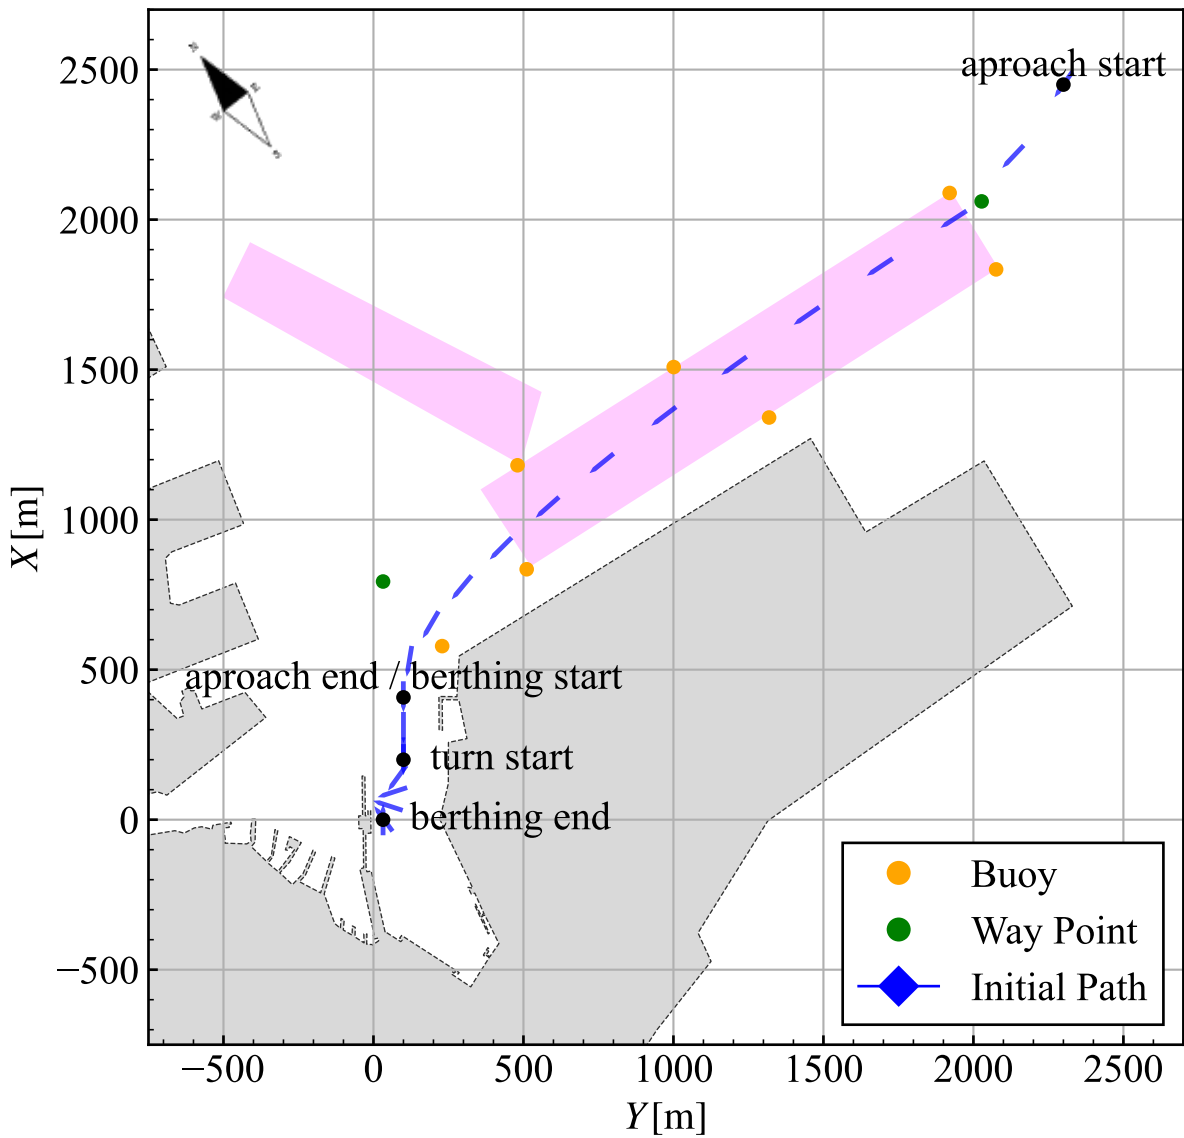 2500
2000
1500
1000
500
0
−500
X [m]
aproach start
aproach end / berthing start
turn start
berthing end
Buoy
Way Point
Initial Path
−500
0
500
1000
1500
2000
2500
Y [m]